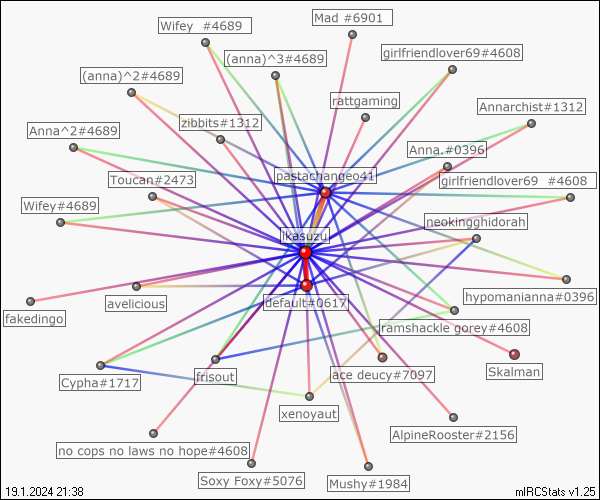 Mad #6901
Wifey #4689
girlfriendlover69#4608
(anna)^3#4689
(anna)^2#4689
rattgaming
Annarchist#1312
zibbits#1312
Anna^2#4689
Anna.#0396
pastachangeo41
Toucan#2473
girlfriendlover69 #4608
Wifey#4689
neokingghidorah
ikasuzu
hypomanianna#0396
avelicious
default#0617
fakedingo
ramshackle gorey#4608
Skalman
ace deucy#7097
frisout
Cypha#1717
xenoyaut
AlpineRooster#2156
no cops no laws no hope#4608
Soxy Foxy#5076
Mushy#1984
19.1.2024 21:38
mIRCStats v1.25